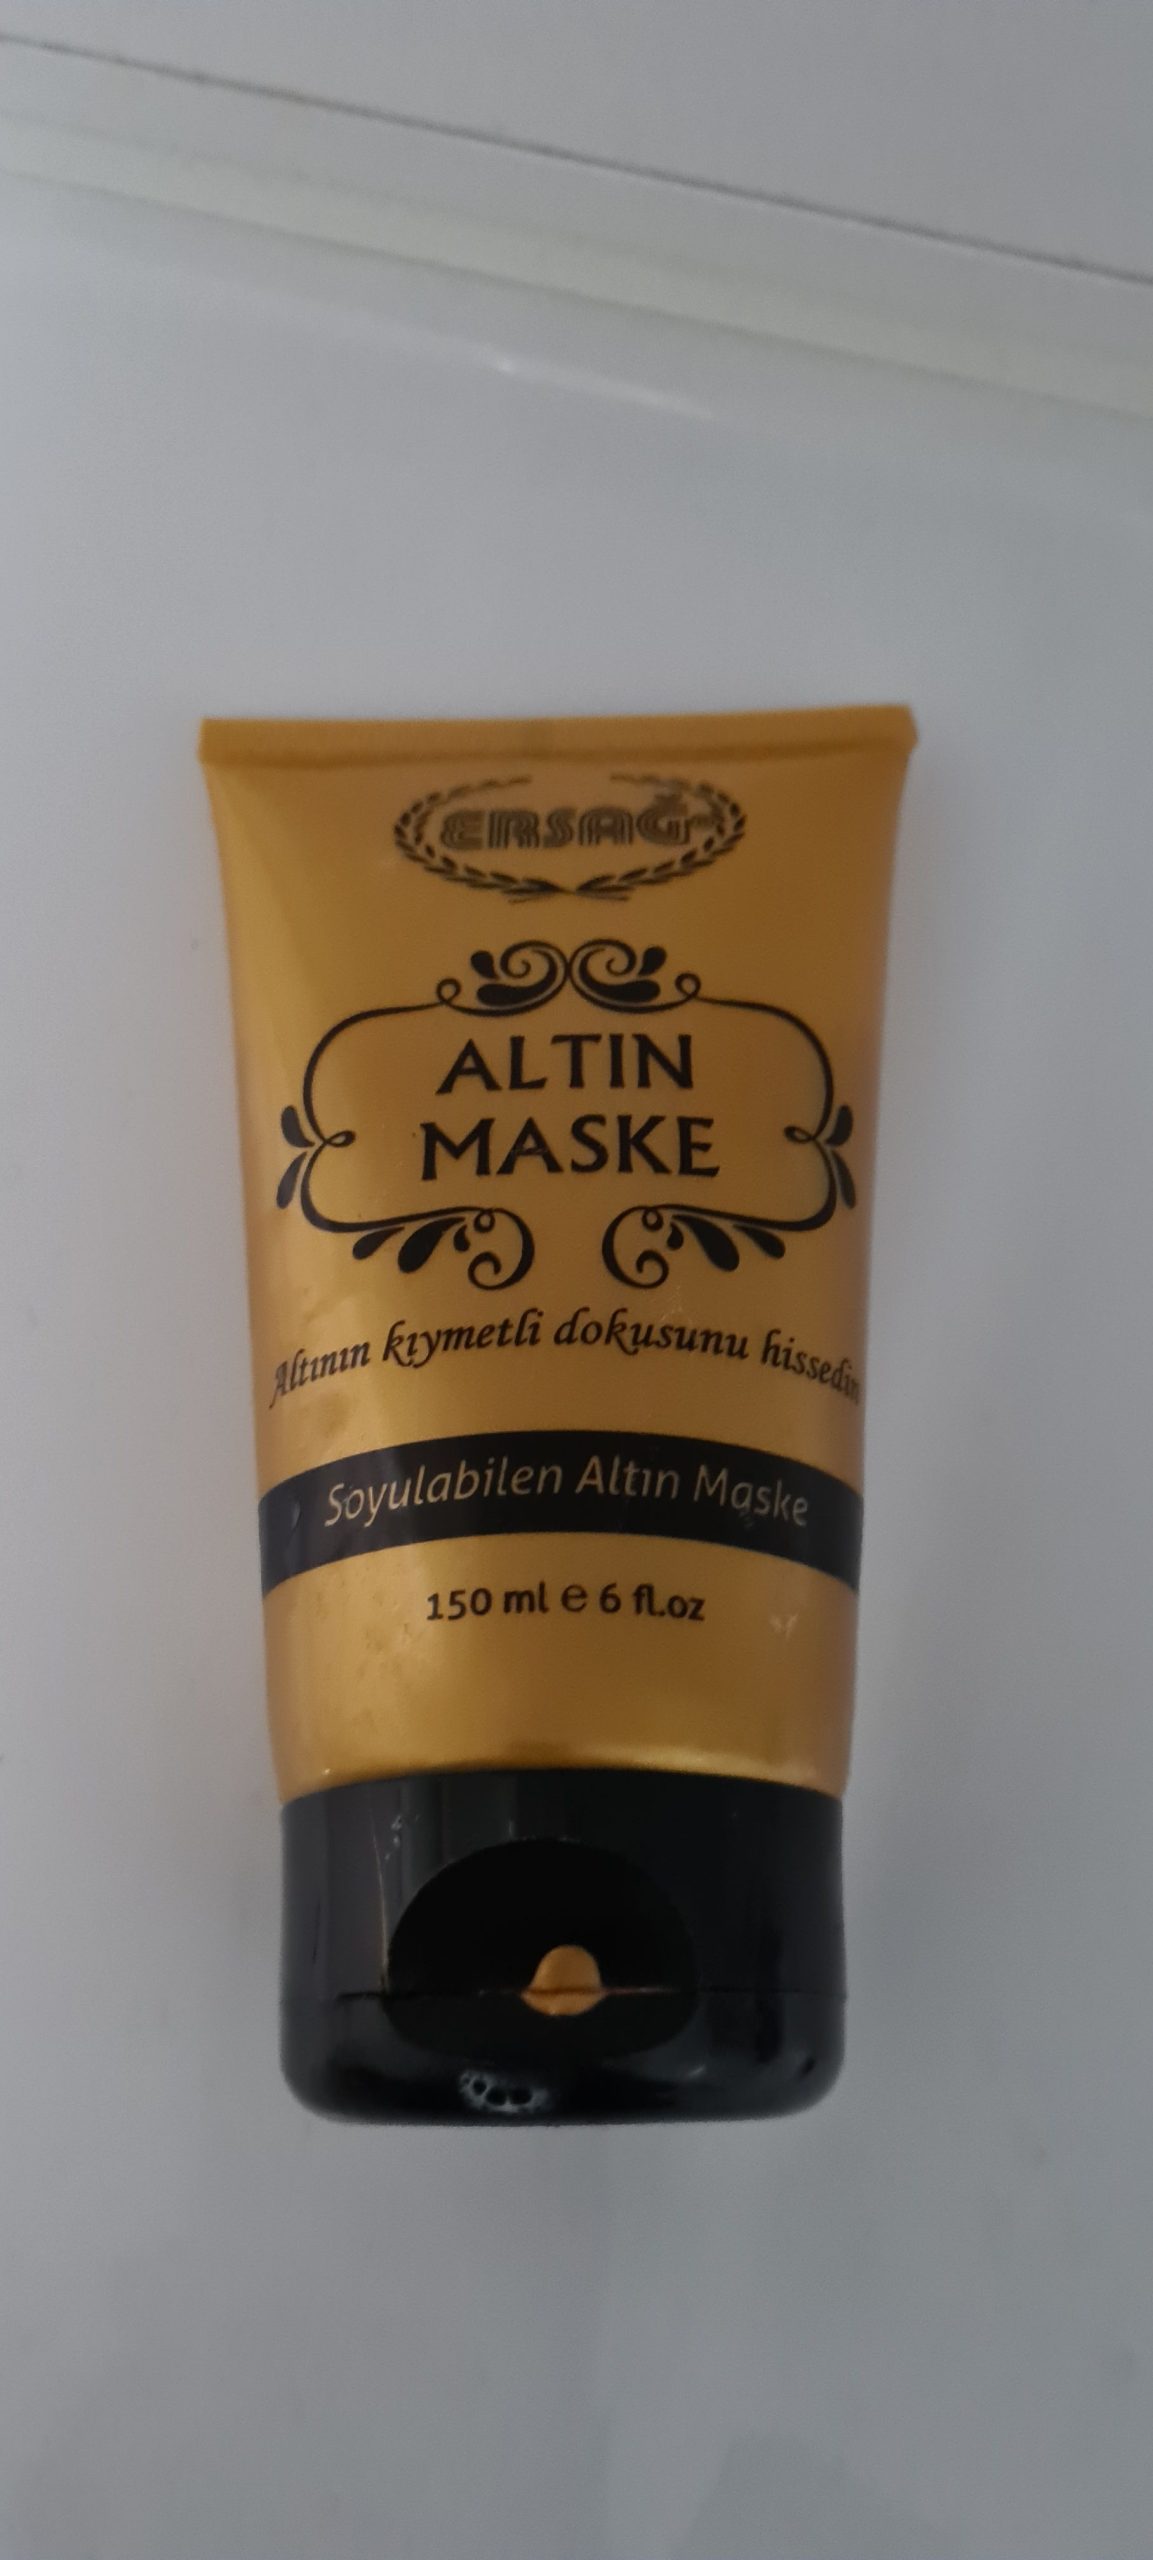 ERSAĞ
ALTIN
MASKE
Altının kıymetli dokusunu hissedin
Soyulabilen Altın Maske
150 ml e 6 fl.oz